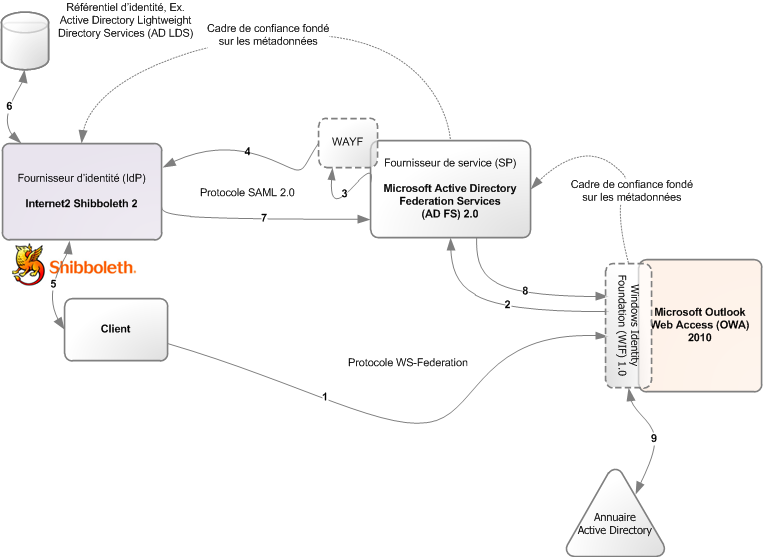 Référentiel d'identité, Ex.
Active Directory Lightweight
Directory Services (AD LDS)
Cadre de confiance fondé
sur les métadonnées
6
4
WAYF
Fournisseur de service (SP)
Microsoft Active Directory
Federation Services
(AD FS) 2.0
3
Fournisseur d'identité (IdP)
Internet2 Shibboleth 2
Protocole SAML 2.0
7
Cadre de confiance fondé
sur les métadonnées
Shibboleth.
5
8
2
Windows Identity
Foundation (WIF) 1.0
Microsoft Outlook
Web Access (OWA)
2010
Client
Protocole WS-Federation
1
9
Annuaire
Active Directory